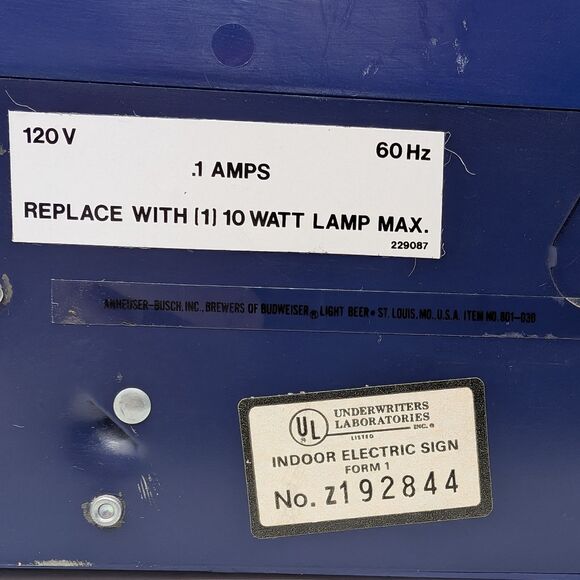 120 V
60 Hz
.1 AMPS
REPLACE WITH (1) 10 WATT LAMP MAX.
229087
ANHEUSER-BUSCH, INC., BREWERS OF BUDWEISER® LIGHT BEER • ST. LOUIS, MO., U.S.A. ITEM NO. 801-030
UL
UNDERWRITERS
LABORATORIES
INC. ®
LISTED
INDOOR ELECTRIC SIGN
FORM 1
No. Z192844